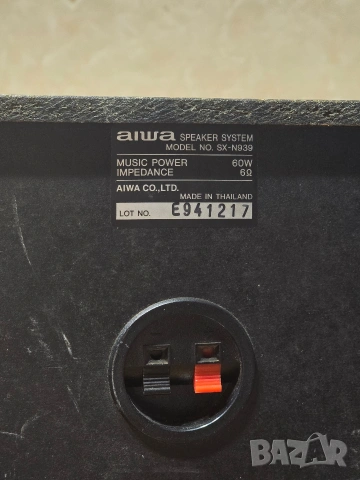 aiwa SPEAKER SYSTEM
MODEL NO. SX-N939
MUSIC POWER 60W
IMPEDANCE 6Ω
AIWA CO.,LTD.
MADE IN THAILAND
LOT NO. E941217
BAZAR
bg